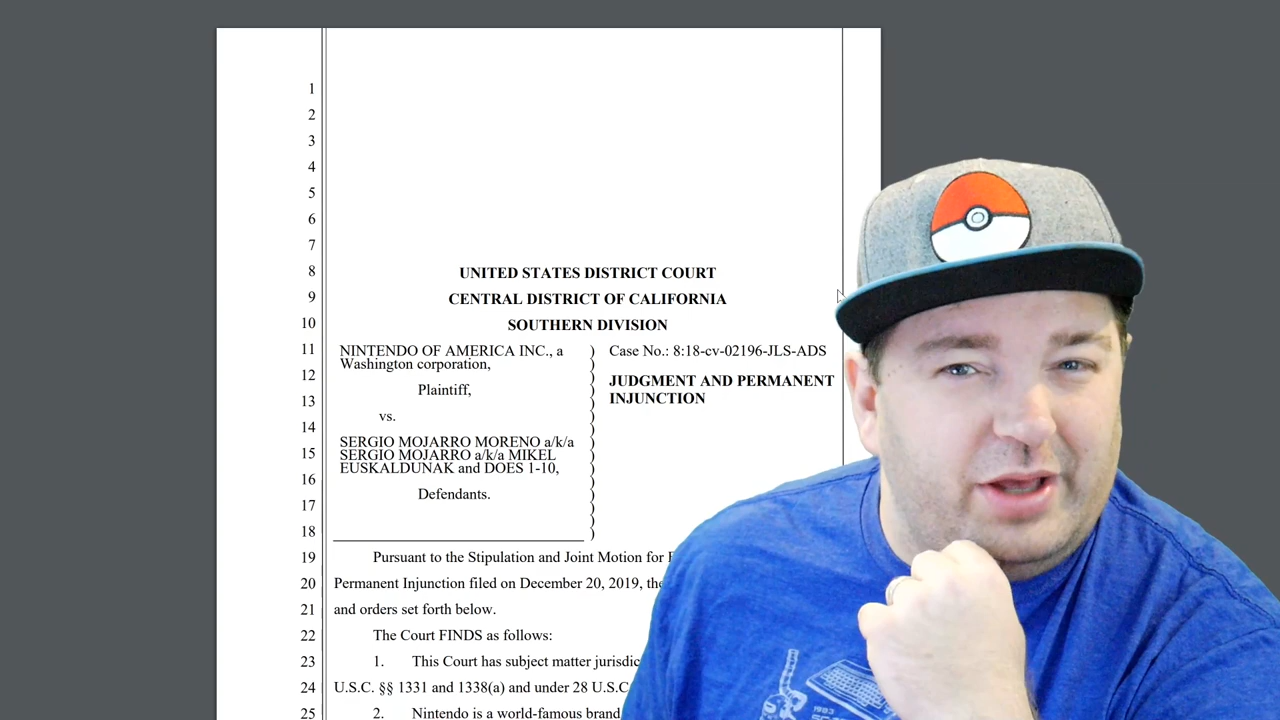 1
2
3
4
5
6
7
8 UNITED STATES DISTRICT COURT
9 CENTRAL DISTRICT OF CALIFORNIA
10 SOUTHERN DIVISION
11 NINTENDO OF AMERICA INC., a ) Case No.: 8:18-cv-02196-JLS-ADS
Washington corporation, )
12 ) JUDGMENT AND PERMANENT
Plaintiff, )
13 ) INJUNCTION
vs. )
14 )
SERGIO MOJARRO MORENO a/k/a )
15 SERGIO MOJARRO a/k/a MIKEL )
16 EUSKALDUNAK and DOES 1-10, )
Defendants. )
17 )
18 )
19 Pursuant to the Stipulation and Joint Motion for
20 Permanent Injunction filed on December 20, 2019, the
21 and orders set forth below.
22 The Court FINDS as follows:
23 1. This Court has subject matter
24 U.S.C. §§ 1331 and 1338(a) and under 28 U.S.C.
25 2. Nintendo is a world-famous brand
1983